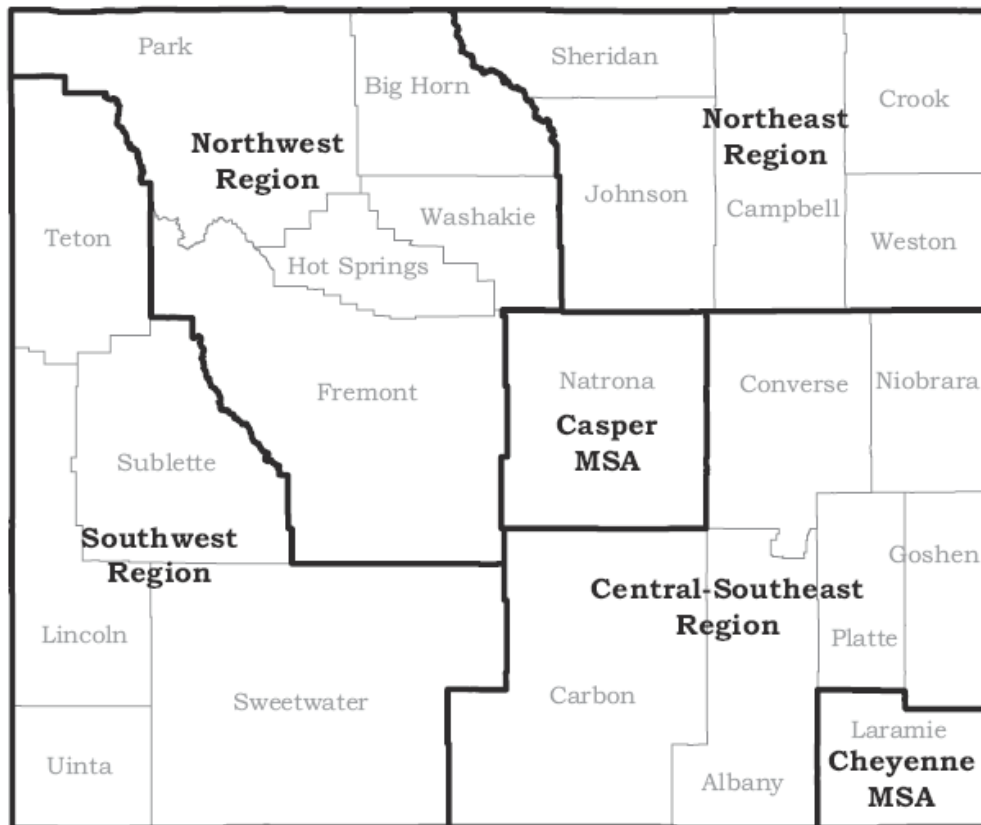 Park
Big Horn
Sheridan
Crook
Northwest
Region
Northeast
Region
Johnson
Campbell
Washakie
Weston
Teton
Hot Springs
Fremont
Natrona
Casper
MSA
Converse
Niobrara
Sublette
Southwest
Region
Goshen
Central-Southeast
Region
Platte
Lincoln
Sweetwater
Carbon
Uinta
Albany
Laramie
Cheyenne
MSA